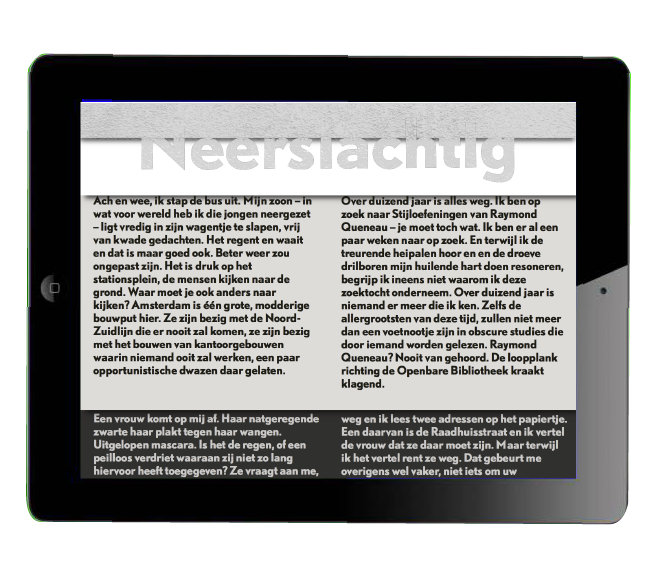 Neerslachtig
Ach en wee, ik stap de bus uit. Mijn zoon – in
wat voor wereld heb ik die jongen neergezet
– ligt vredig in zijn wagentje te slapen, vrij
van kwade gedachten. Het regent en waait
en dat is maar goed ook. Beter weer zou
ongepast zijn. Het is druk op het
stationsplein, de mensen kijken naar de
grond. Waar moet je ook anders naar
kijken? Amsterdam is één grote, modderige
bouwput hier. Ze zijn bezig met de Noord-
Zuidlijn die er nooit zal komen, ze zijn bezig
met het bouwen van kantoorgebouwen
waarin niemand ooit zal werken, een paar
opportunistische dwazen daar gelaten.
Over duizend jaar is alles weg. Ik ben op
zoek naar Stijloefeningen van Raymond
Queneau – je moet toch wat. Ik ben er al een
paar weken naar op zoek. En terwijl ik de
treurende heipalen hoor en en de droeve
drilboren mijn huilende hart doen resoneren,
begrijp ik ineens niet waarom ik deze
zoektocht onderneem. Over duizend jaar is
niemand er meer die ik ken. Zelfs de
allergrootsten van deze tijd, zullen niet meer
dan een voetnootje zijn in obscure studies die
door iemand worden gelezen. Raymond
Queneau? Nooit van gehoord. De loopplank
richting de Openbare Bibliotheek kraakt
klagend.
Een vrouw komt op mij af. Haar natgeregende
zwarte haar plakt tegen haar wangen.
Uitgelopen mascara. Is het de regen, of een
peilloos verdriet waaraan zij niet zo lang
hiervoor heeft toegegeven? Ze vraagt aan me,
weg en ik lees twee adressen op het papiertje.
Een daarvan is de Raadhuisstraat en ik vertel
de vrouw dat ze daar moet zijn. Maar terwijl
ik het vertel rent ze weg. Dat gebeurt me
overigens wel vaker, niet iets om uw